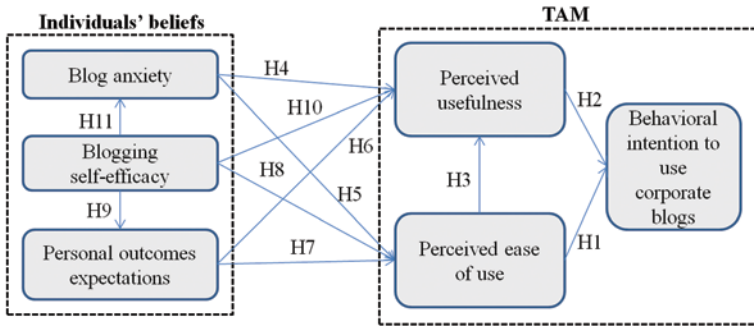 Individuals' beliefs
TAM
Blog anxiety
H4
Perceived
usefulness
H10
H2
H11
Behavioral
intention to
use
corporate
blogs
Blogging
self-efficacy
H6
H8
H3
H9
H5
Personal outcomes
expectations
H7
Perceived ease
of use
H1